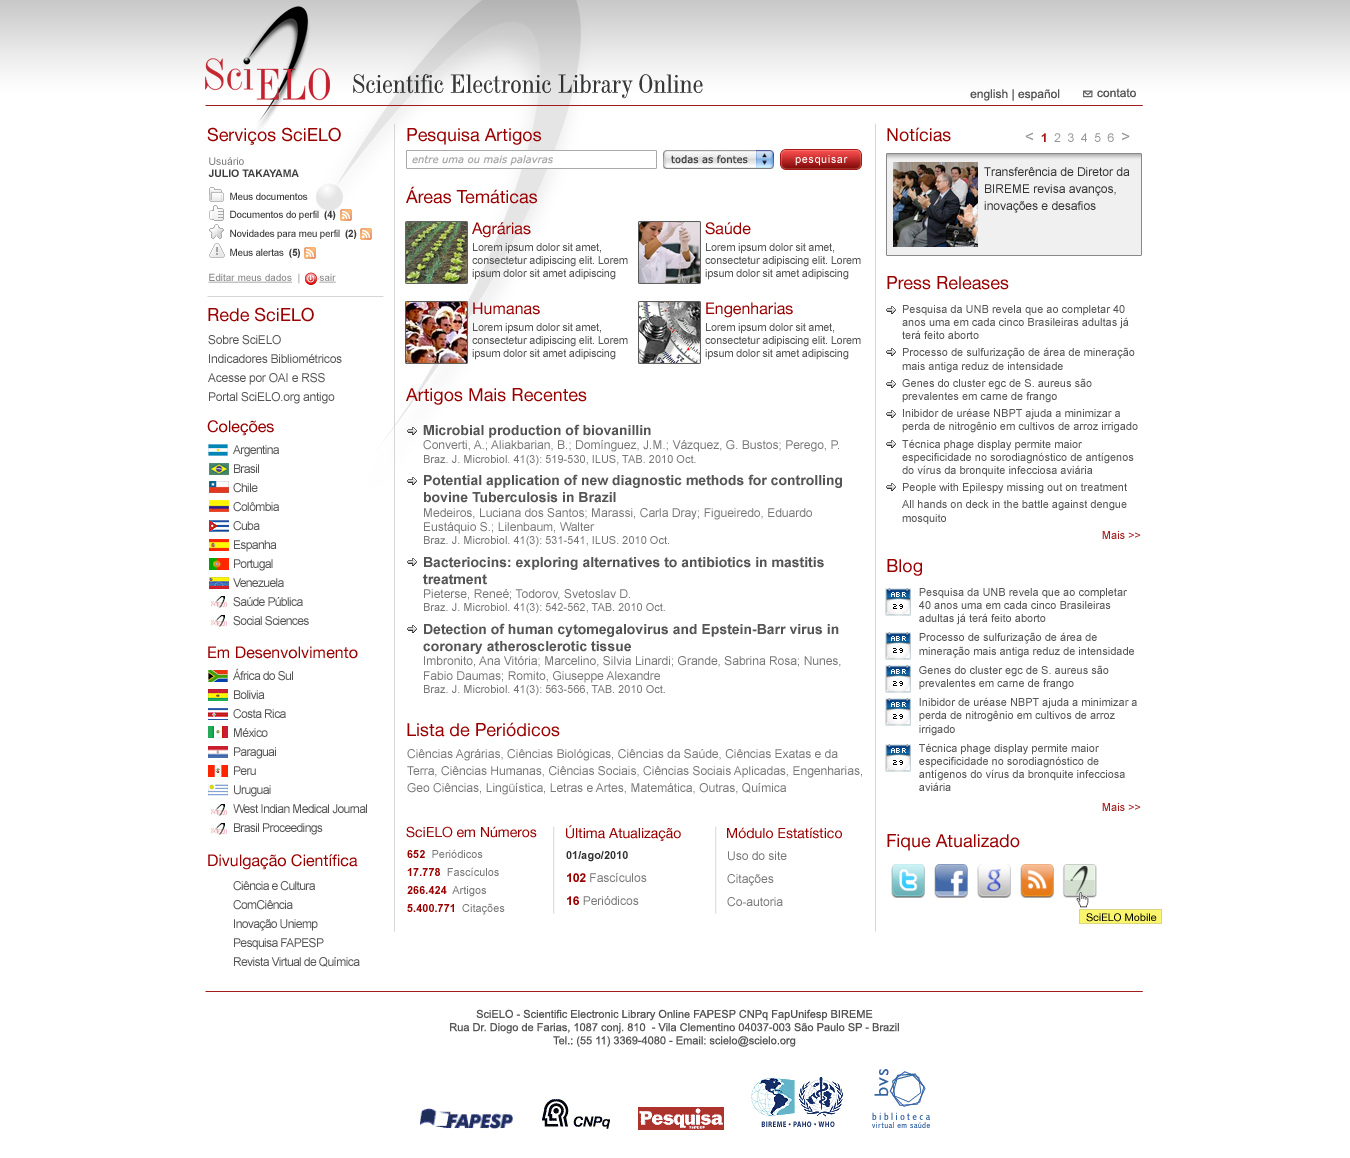 SciELO
Scientific Electronic Library Online
english | español
contato
Serviços SciELO
Usuário
JULIO TAKAYAMA
Meus documentos
Documentos do perfil (4)
Novidades para meu perfil (2)
Meus alertas (5)
Editar meus dados | sair
Rede SciELO
Sobre SciELO
Indicadores Bibliométricos
Acesse por OAI e RSS
Portal SciELO.org antigo
Coleções
Argentina
Brasil
Chile
Colômbia
Cuba
Espanha
Portugal
Venezuela
Saúde Pública
Social Sciences
Em Desenvolvimento
África do Sul
Bolivia
Costa Rica
México
Paraguai
Peru
Uruguai
West Indian Medical Journal
Brasil Proceedings
Divulgação Científica
Ciência e Cultura
ComCiência
Inovação Uniemp
Pesquisa FAPESP
Revista Virtual de Química
Pesquisa Artigos
entre uma ou mais palavras
todas as fontes
pesquisar
Áreas Temáticas
Agrárias
Lorem ipsum dolor sit amet,
consectetur adipiscing elit. Lorem
ipsum dolor sit amet adipiscing
Saúde
Lorem ipsum dolor sit amet,
consectetur adipiscing elit. Lorem
ipsum dolor sit amet adipiscing
Humanas
Lorem ipsum dolor sit amet,
consectetur adipiscing elit. Lorem
ipsum dolor sit amet adipiscing
Engenharias
Lorem ipsum dolor sit amet,
consectetur adipiscing elit. Lorem
ipsum dolor sit amet adipiscing
Artigos Mais Recentes
Microbial production of biovanillin
Converti, A.; Aliakbarian, B.; Domínguez, J.M.; Vázquez, G. Bustos; Perego, P.
Braz. J. Microbiol. 41(3): 519-530, ILUS, TAB. 2010 Oct.
Potential application of new diagnostic methods for controlling
bovine Tuberculosis in Brazil
Medeiros, Luciana dos Santos; Marassi, Carla Dray; Figueiredo, Eduardo
Eustáquio S.; Lilenbaum, Walter
Braz. J. Microbiol. 41(3): 531-541, ILUS. 2010 Oct.
Bacteriocins: exploring alternatives to antibiotics in mastitis
treatment
Pieterse, Reneé; Todorov, Svetoslav D.
Braz. J. Microbiol. 41(3): 542-562, TAB. 2010 Oct.
Detection of human cytomegalovirus and Epstein-Barr virus in
coronary atherosclerotic tissue
Imbronito, Ana Vitória; Marcelino, Silvia Linardi; Grande, Sabrina Rosa; Nunes,
Fabio Daumas; Romito, Giuseppe Alexandre
Braz. J. Microbiol. 41(3): 563-566, TAB. 2010 Oct.
Lista de Periódicos
Ciências Agrárias, Ciências Biológicas, Ciências da Saúde, Ciências Exatas e da
Terra, Ciências Humanas, Ciências Sociais, Ciências Sociais Aplicadas, Engenharias,
Geo Ciências, Lingüística, Letras e Artes, Matemática, Outras, Química
SciELO em Números
652 Periódicos
17.778 Fascículos
266.424 Artigos
5.400.771 Citações
Última Atualização
01/ago/2010
102 Fascículos
16 Periódicos
Módulo Estatístico
Uso do site
Citações
Co-autoria
Notícias
< 1 2 3 4 5 6 >
Transferência de Diretor da
BIREME revisa avanços,
inovações e desafios
Press Releases
Pesquisa da UNB revela que ao completar 40
anos uma em cada cinco Brasileiras adultas já
terá feito aborto
Processo de sulfurização de área de mineração
mais antiga reduz de intensidade
Genes do cluster egc de S. aureus são
prevalentes em carne de frango
Inibidor de uréase NBPT ajuda a minimizar a
perda de nitrogênio em cultivos de arroz irrigado
Técnica phage display permite maior
especificidade no sorodiagnóstico de antígenos
do vírus da bronquite infecciosa aviária
People with Epilespy missing out on treatment
All hands on deck in the battle against dengue
mosquito
Mais >>
Blog
ABR
29
Pesquisa da UNB revela que ao completar
40 anos uma em cada cinco Brasileiras
adultas já terá feito aborto
ABR
29
Processo de sulfurização de área de
mineração mais antiga reduz de intensidade
ABR
29
Genes do cluster egc de S. aureus são
prevalentes em carne de frango
ABR
29
Inibidor de uréase NBPT ajuda a minimizar a
perda de nitrogênio em cultivos de arroz
irrigado
ABR
29
Técnica phage display permite maior
especificidade no sorodiagnóstico de
antígenos do vírus da bronquite infecciosa
aviária
Mais >>
Fique Atualizado
SciELO Mobile
SciELO - Scientific Electronic Library Online FAPESP CNPq FapUnifesp BIREME
Rua Dr. Diogo de Farias, 1087 conj. 810 - Vila Clementino 04037-003 São Paulo SP - Brazil
Tel.: (55 11) 3369-4080 - Email: scielo@scielo.org
FAPESP
CNPq
Pesquisa
FAPESP
BIREME • PAHO • WHO
bvs
biblioteca
virtual em saúde